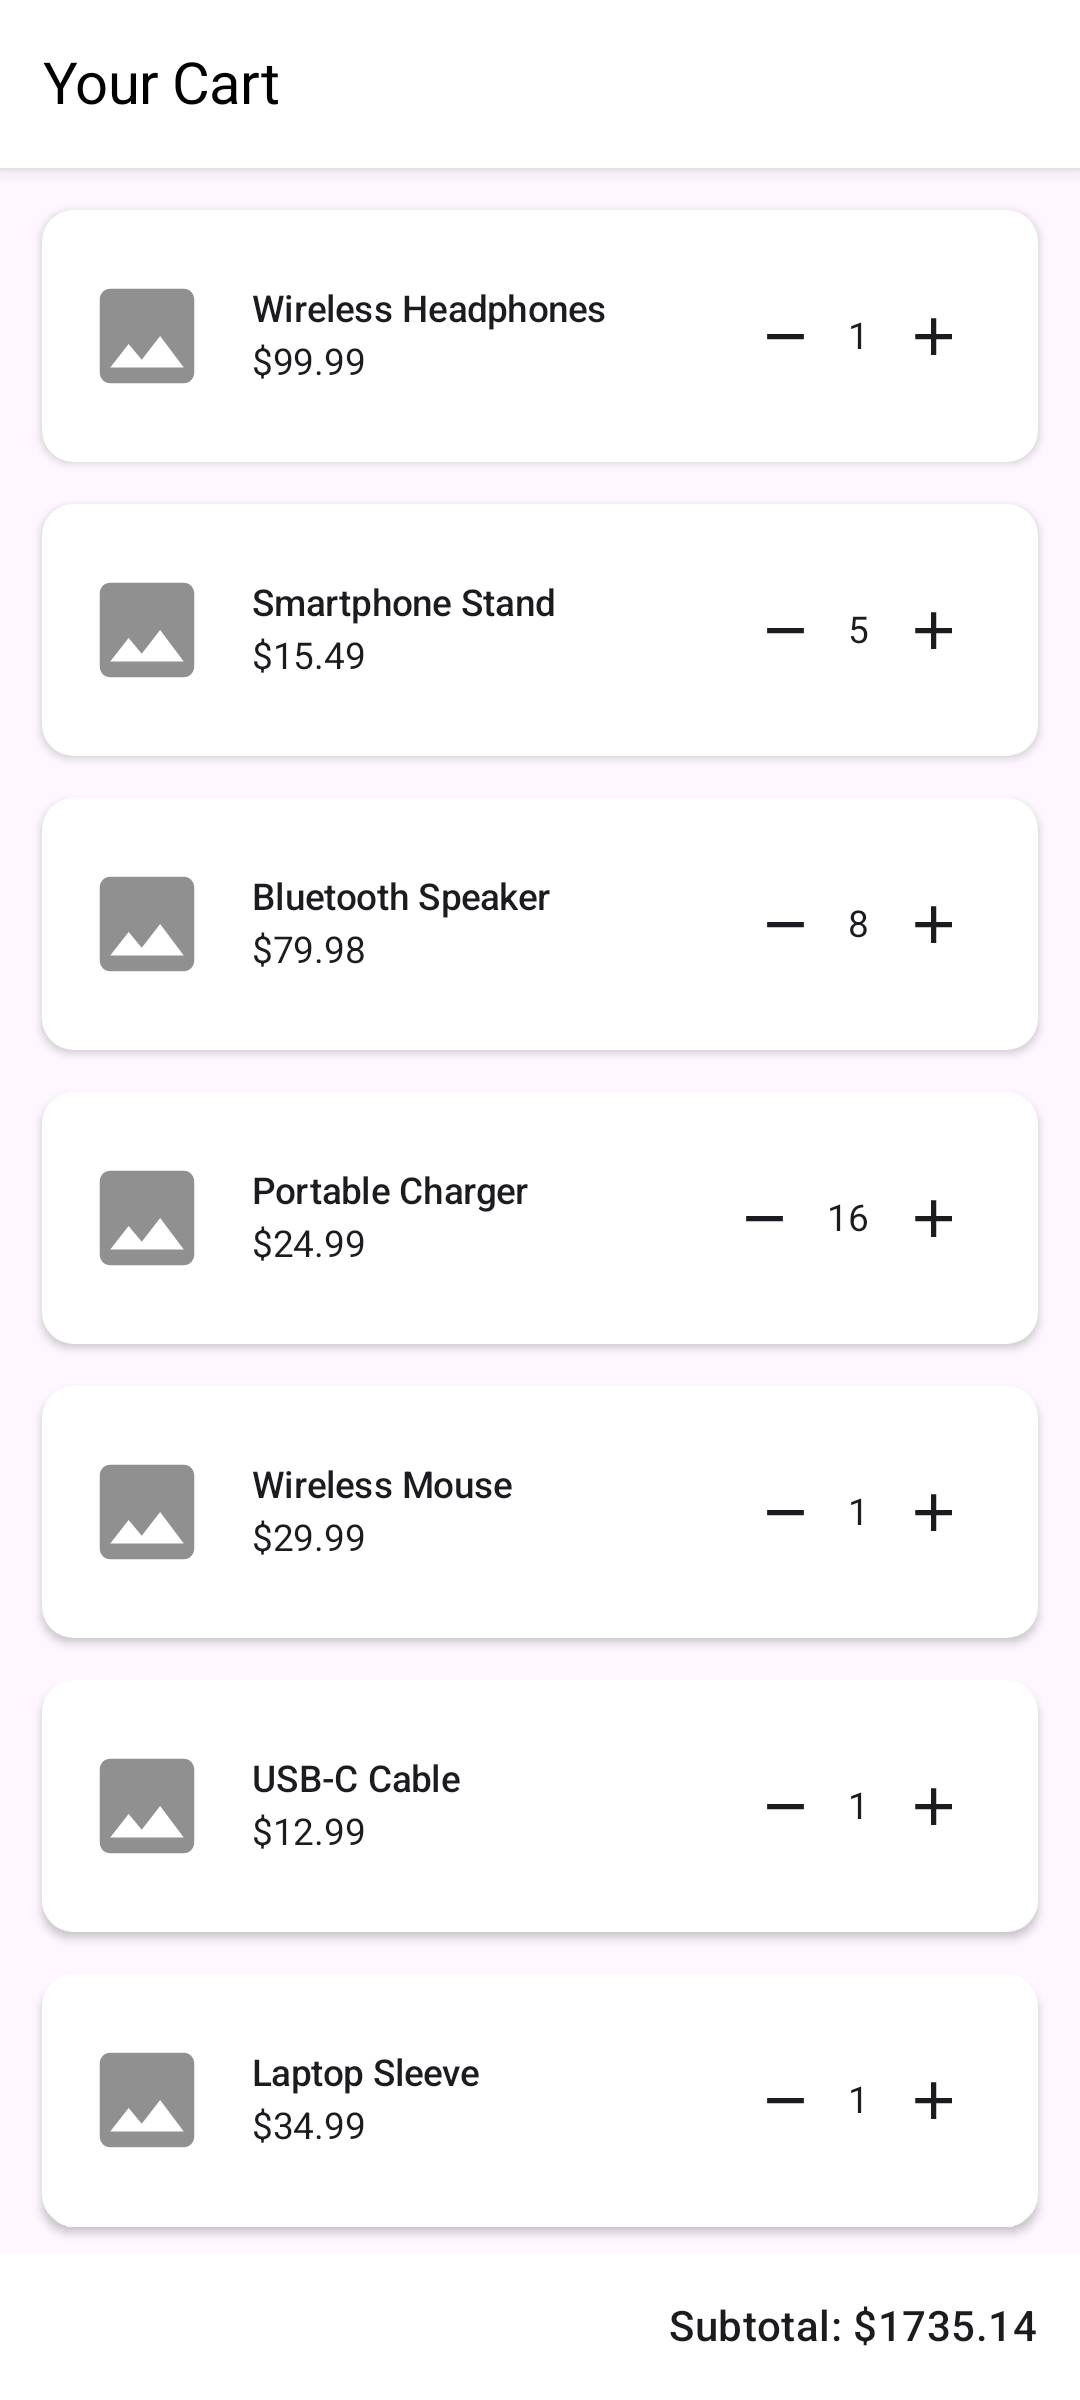 Your Cart
Wireless Headphones
$99.99
1
Smartphone Stand
$15.49
5
Bluetooth Speaker
$79.98
8
Portable Charger
$24.99
16
Wireless Mouse
$29.99
1
USB-C Cable
$12.99
1
Laptop Sleeve
$34.99
1
Subtotal: $1735.14